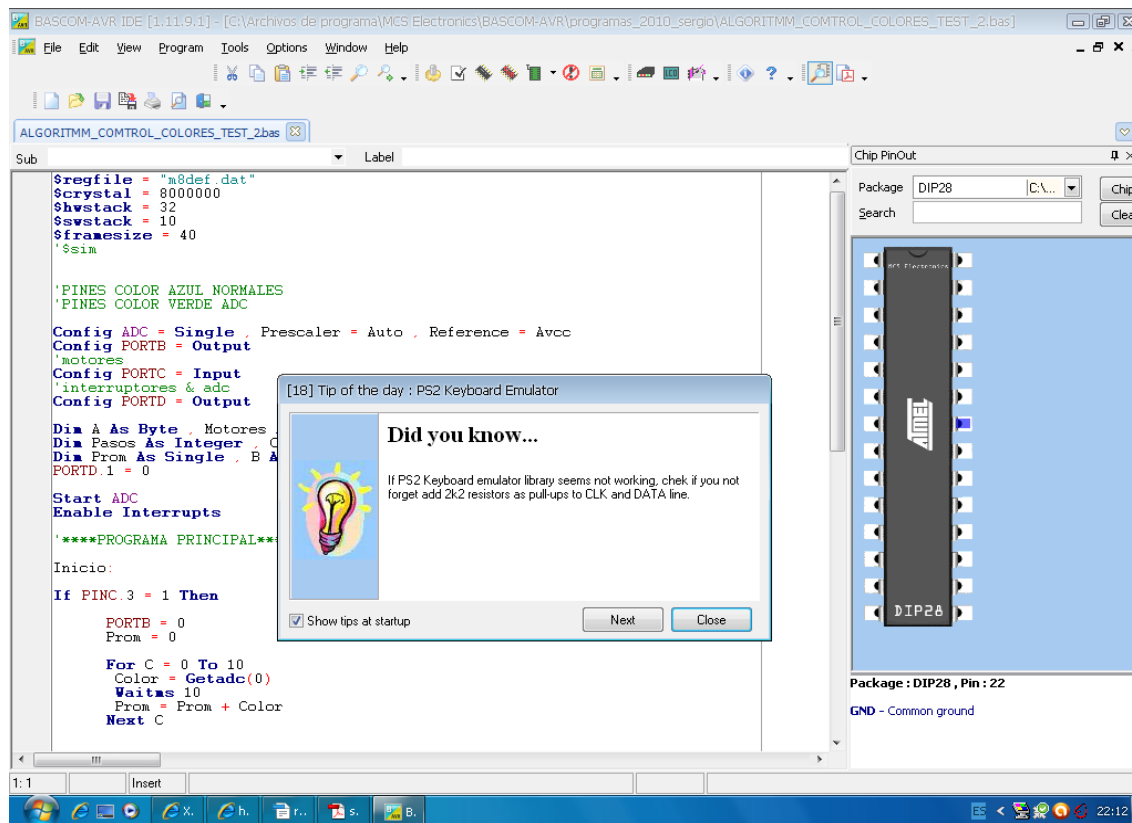 BASCOM-AVR IDE [1.11.9.1] - [C:\Archivos de programa\MCS Electronics\BASCOM-AVR\programas_2010_sergio\ALGORITMM_COMTROL_COLORES_TEST_2.bas]
File Edit View Program Tools Options Window Help
ALGORITMM_COMTROL_COLORES_TEST_2.bas
Sub Label
$regfile = "m8def.dat"
$crystal = 8000000
$hwstack = 32
$swstack = 10
$framesize = 40
'$sim
'PINES COLOR AZUL NORMALES
'PINES COLOR VERDE ADC
Config ADC = Single , Prescaler = Auto , Reference = Avcc
Config PORTB = Output
'motores
Config PORTC = Input
'interruptores & adc
Config PORTD = Output
Dim A As Byte , Motores
Dim Pasos As Integer , C
Dim Prom As Single , B A
PORTD.1 = 0
Start ADC
Enable Interrupts
'****PROGRAMA PRINCIPAL**
Inicio:
If PINC.3 = 1 Then
PORTB = 0
Prom = 0
For C = 0 To 10
Color = Getadc(0)
Waitms 10
Prom = Prom + Color
Next C
[18] Tip of the day : PS2 Keyboard Emulator
Did you know...
If PS2 Keyboard emulator library seems not working, chek if you not
forget add 2k2 resistors as pull-ups to CLK and DATA line.
Show tips at startup
Next
Close
Chip PinOut
Package DIP28 C:\... Chip
Search Clea
MCS Electronics
ATMEL
DIP28
Package : DIP28 , Pin : 22
GND - Common ground
1: 1 Insert
X. h. r.. s. B. ES 22:12